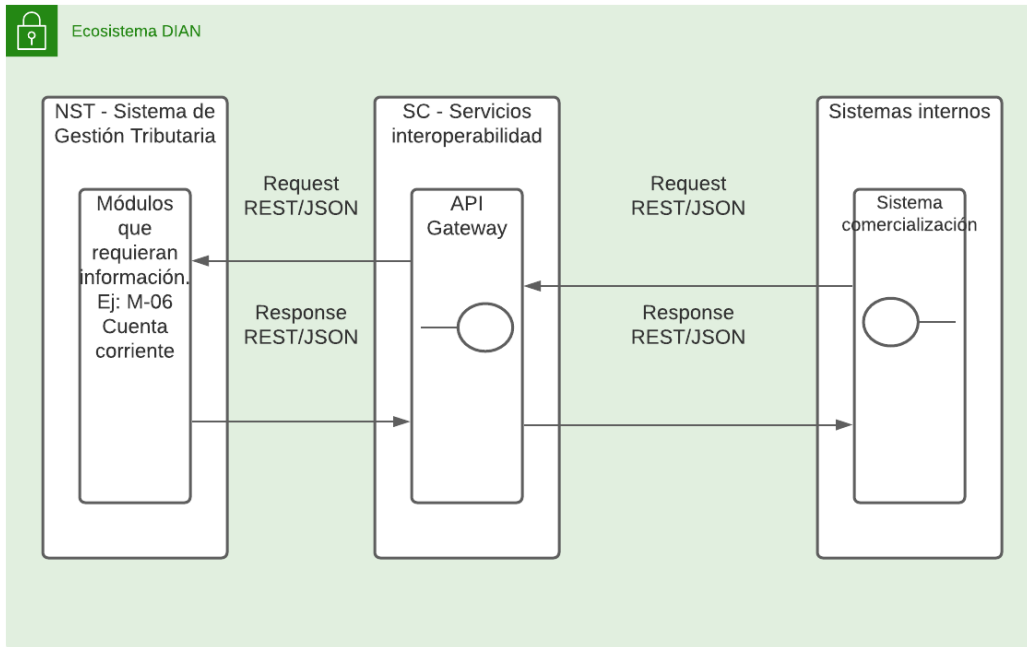 Ecosistema DIAN
NST - Sistema de
Gestión Tributaria
SC - Servicios
interoperabilidad
Sistemas internos
Módulos
que
requieran
información.
Ej: M-06
Cuenta
corriente
Request
REST/JSON
Response
REST/JSON
API
Gateway
Request
REST/JSON
Response
REST/JSON
Sistema
comercialización